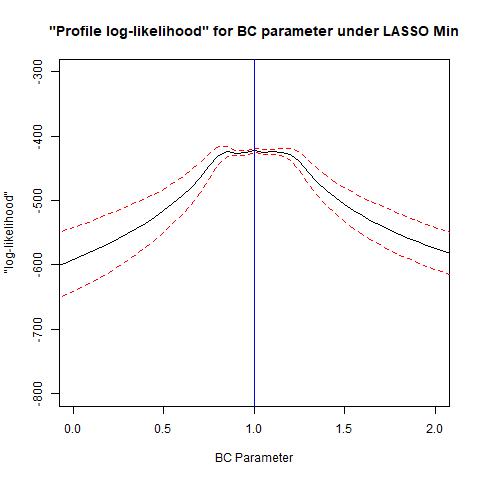 "Profile log-likelihood" for BC parameter under LASSO Min
"log-likelihood"
-300
-400
-500
-600
-700
-800
0.0 0.5 1.0 1.5 2.0
BC Parameter